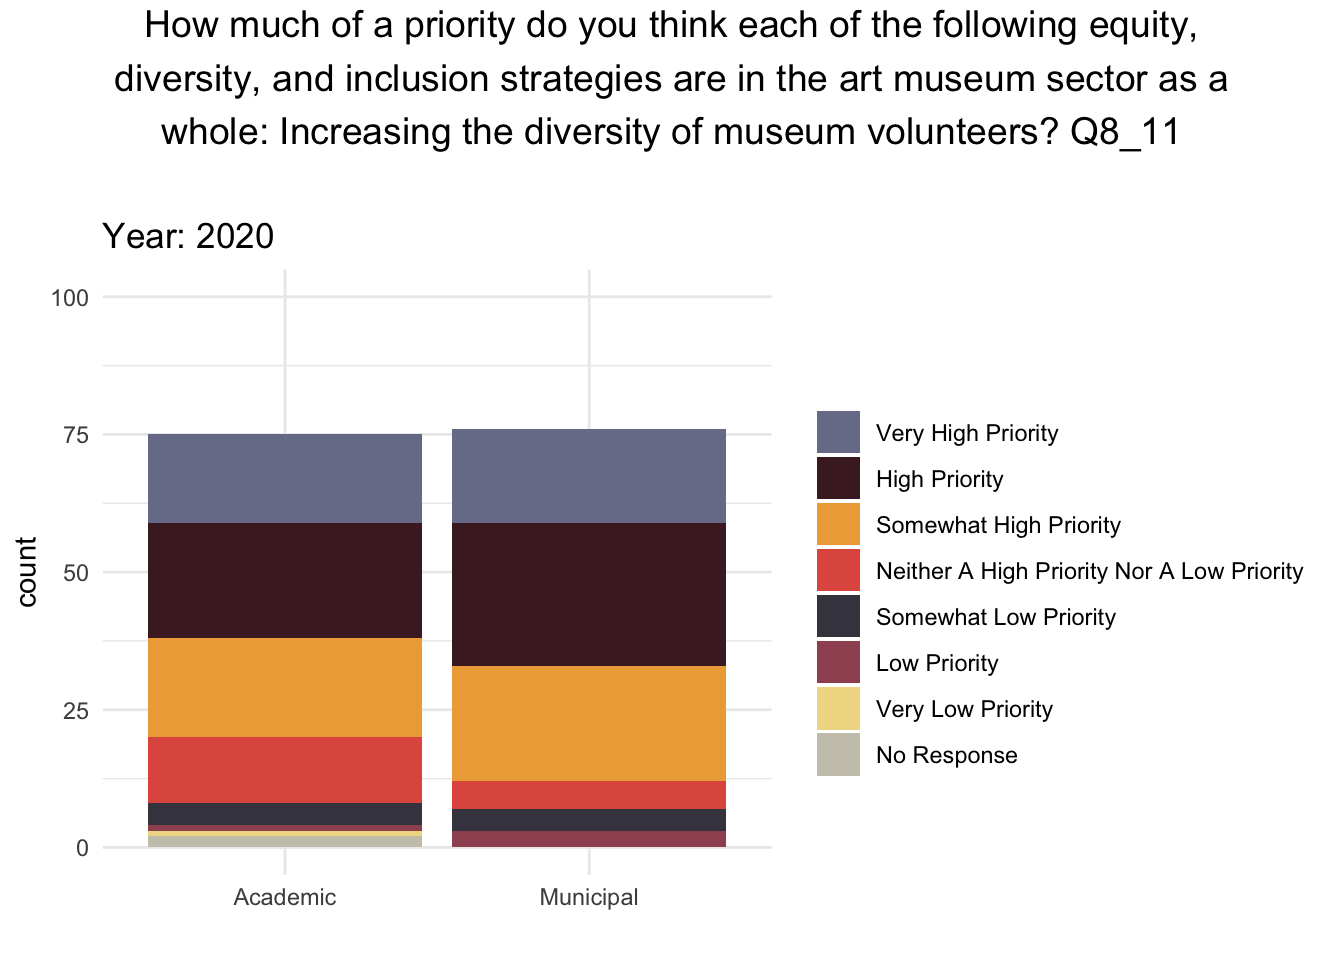 How much of a priority do you think each of the following equity,
diversity, and inclusion strategies are in the art museum sector as a
whole: Increasing the diversity of museum volunteers? Q8_11
Year: 2020
100
75
50
25
0
count
Academic
Municipal
Very High Priority
High Priority
Somewhat High Priority
Neither A High Priority Nor A Low Priority
Somewhat Low Priority
Low Priority
Very Low Priority
No Response